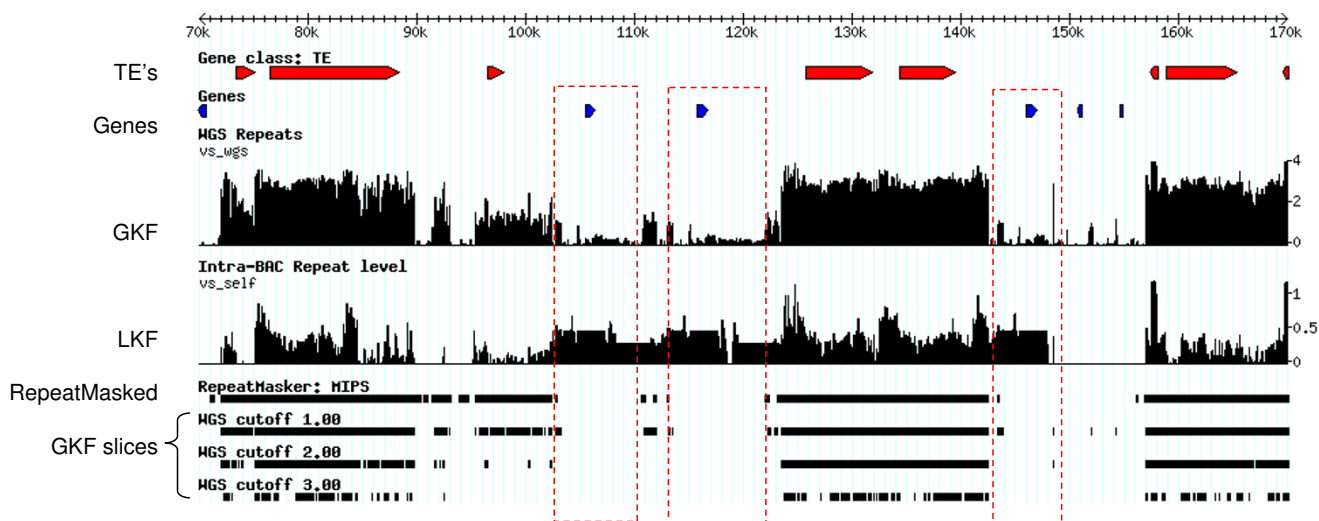 70k 80k 90k 100k 110k 120k 130k 140k 150k 160k 170k
Gene class: TE
TE's
Genes
Genes
WGS Repeats
vs_wgs
4
2
0
GKF
Intra-BAC Repeat level
vs_self
1
0.5
0
LKF
RepeatMasked
RepeatMasker: MIPS
WGS cutoff 1.00
GKF slices
WGS cutoff 2.00
WGS cutoff 3.00